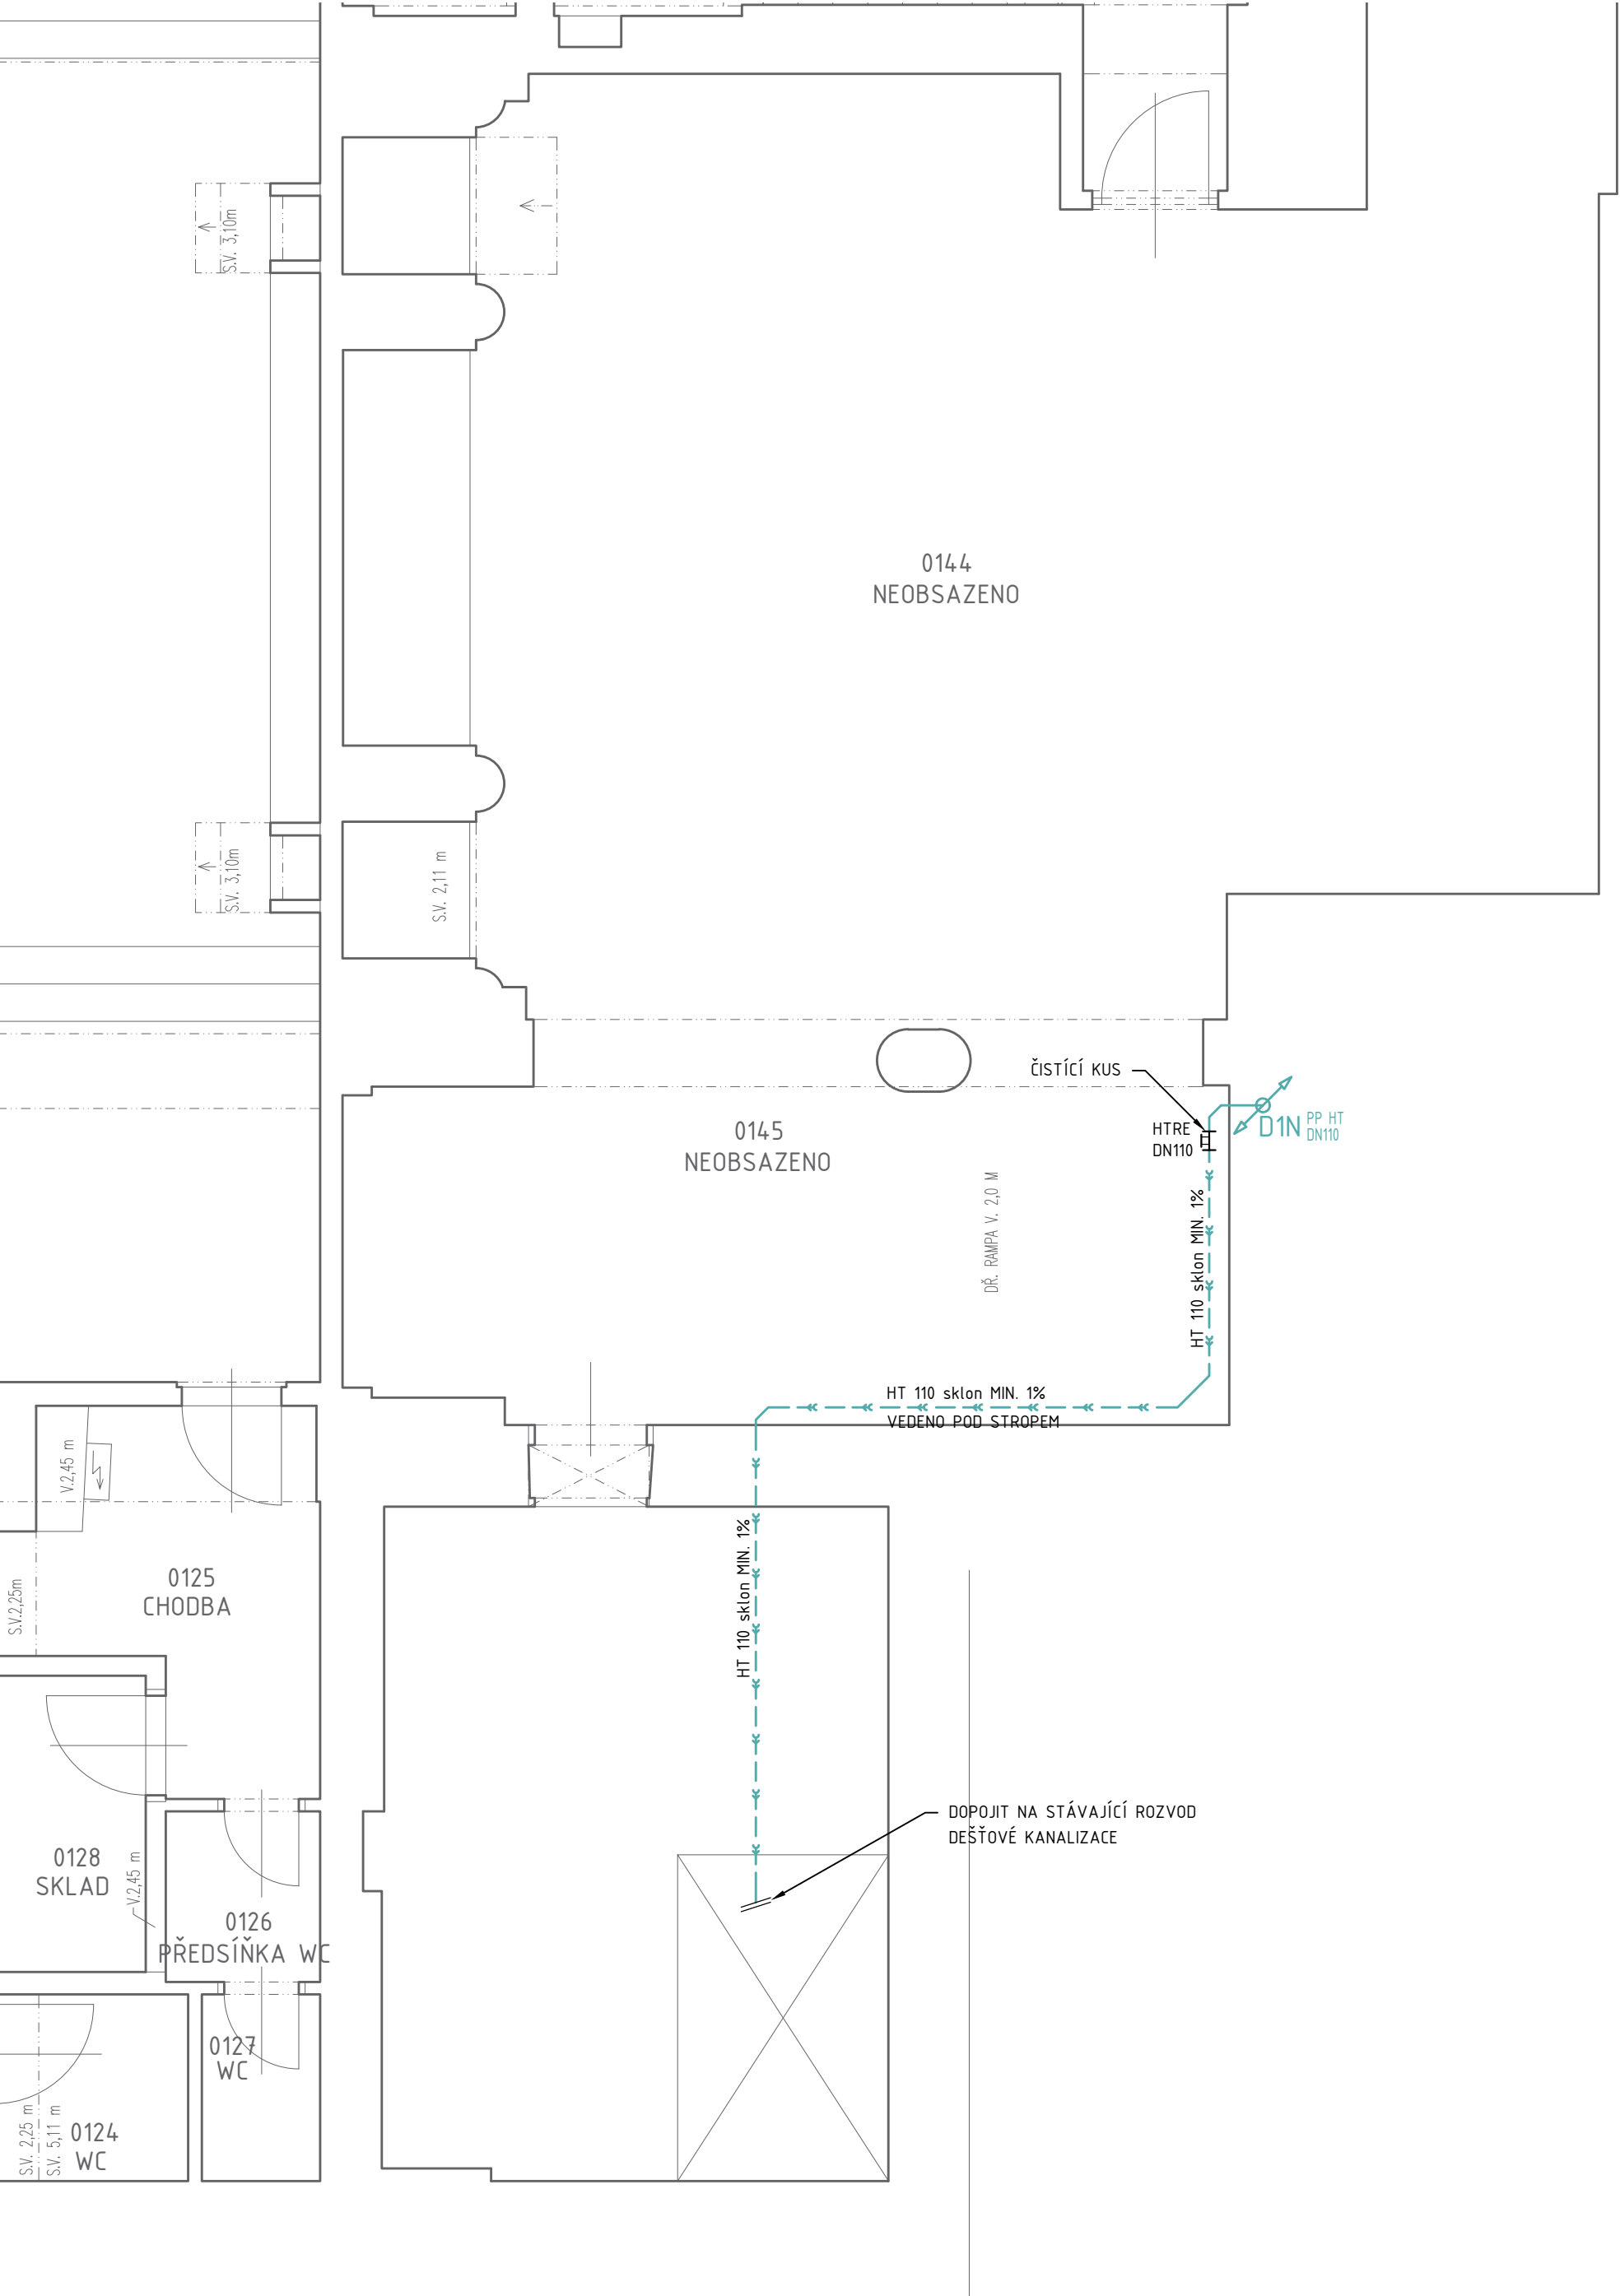 S.V. 3,10m
0144
NEOBSAZENO
S.V. 3,10m
S.V. 2,11 m
ČISTÍCÍ KUS
HTRE
DN110
D1N
PP HT
DN110
0145
NEOBSAZENO
DŘ. RAMPA V. 2,0 M
HT 110 sklon MIN. 1%
HT 110 sklon MIN. 1%
VEDENO POD STROPEM
V.2,45 m
HT 110 sklon MIN. 1%
0125
CHODBA
S.V.2,25m
DOPOJIT NA STÁVAJÍCÍ ROZVOD
DEŠŤOVÉ KANALIZACE
0128
SKLAD
V.2,45 m
0126
PŘEDSÍŇKA WC
0127
WC
S.V. 2,25 m
S.V. 5,11 m
0124
WC